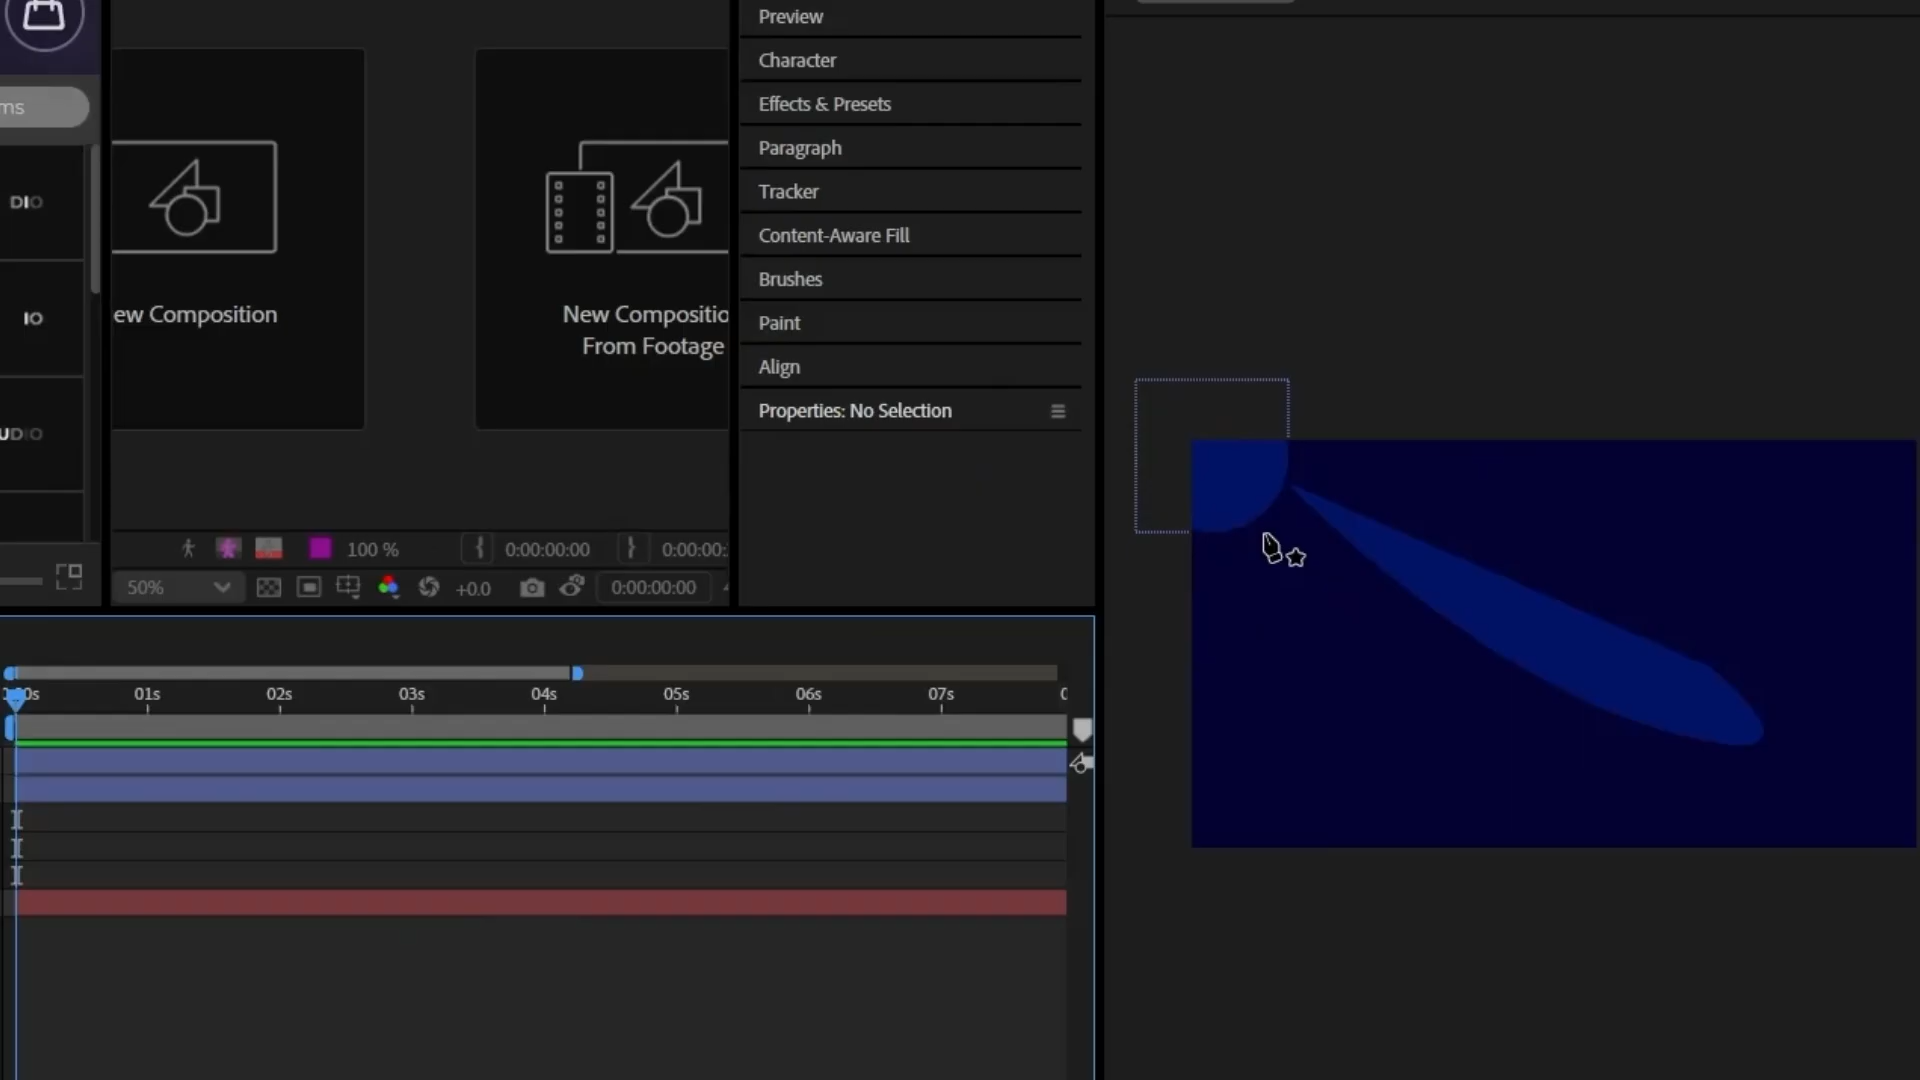 ms
DIO
IO
UDIO
ew Composition
New Compositio
From Footage
100 %
0:00:00:00
0:00:00:
50%
+0.0
0:00:00:00
Preview
Character
Effects & Presets
Paragraph
Tracker
Content-Aware Fill
Brushes
Paint
Align
Properties: No Selection
00s
01s
02s
03s
04s
05s
06s
07s
0